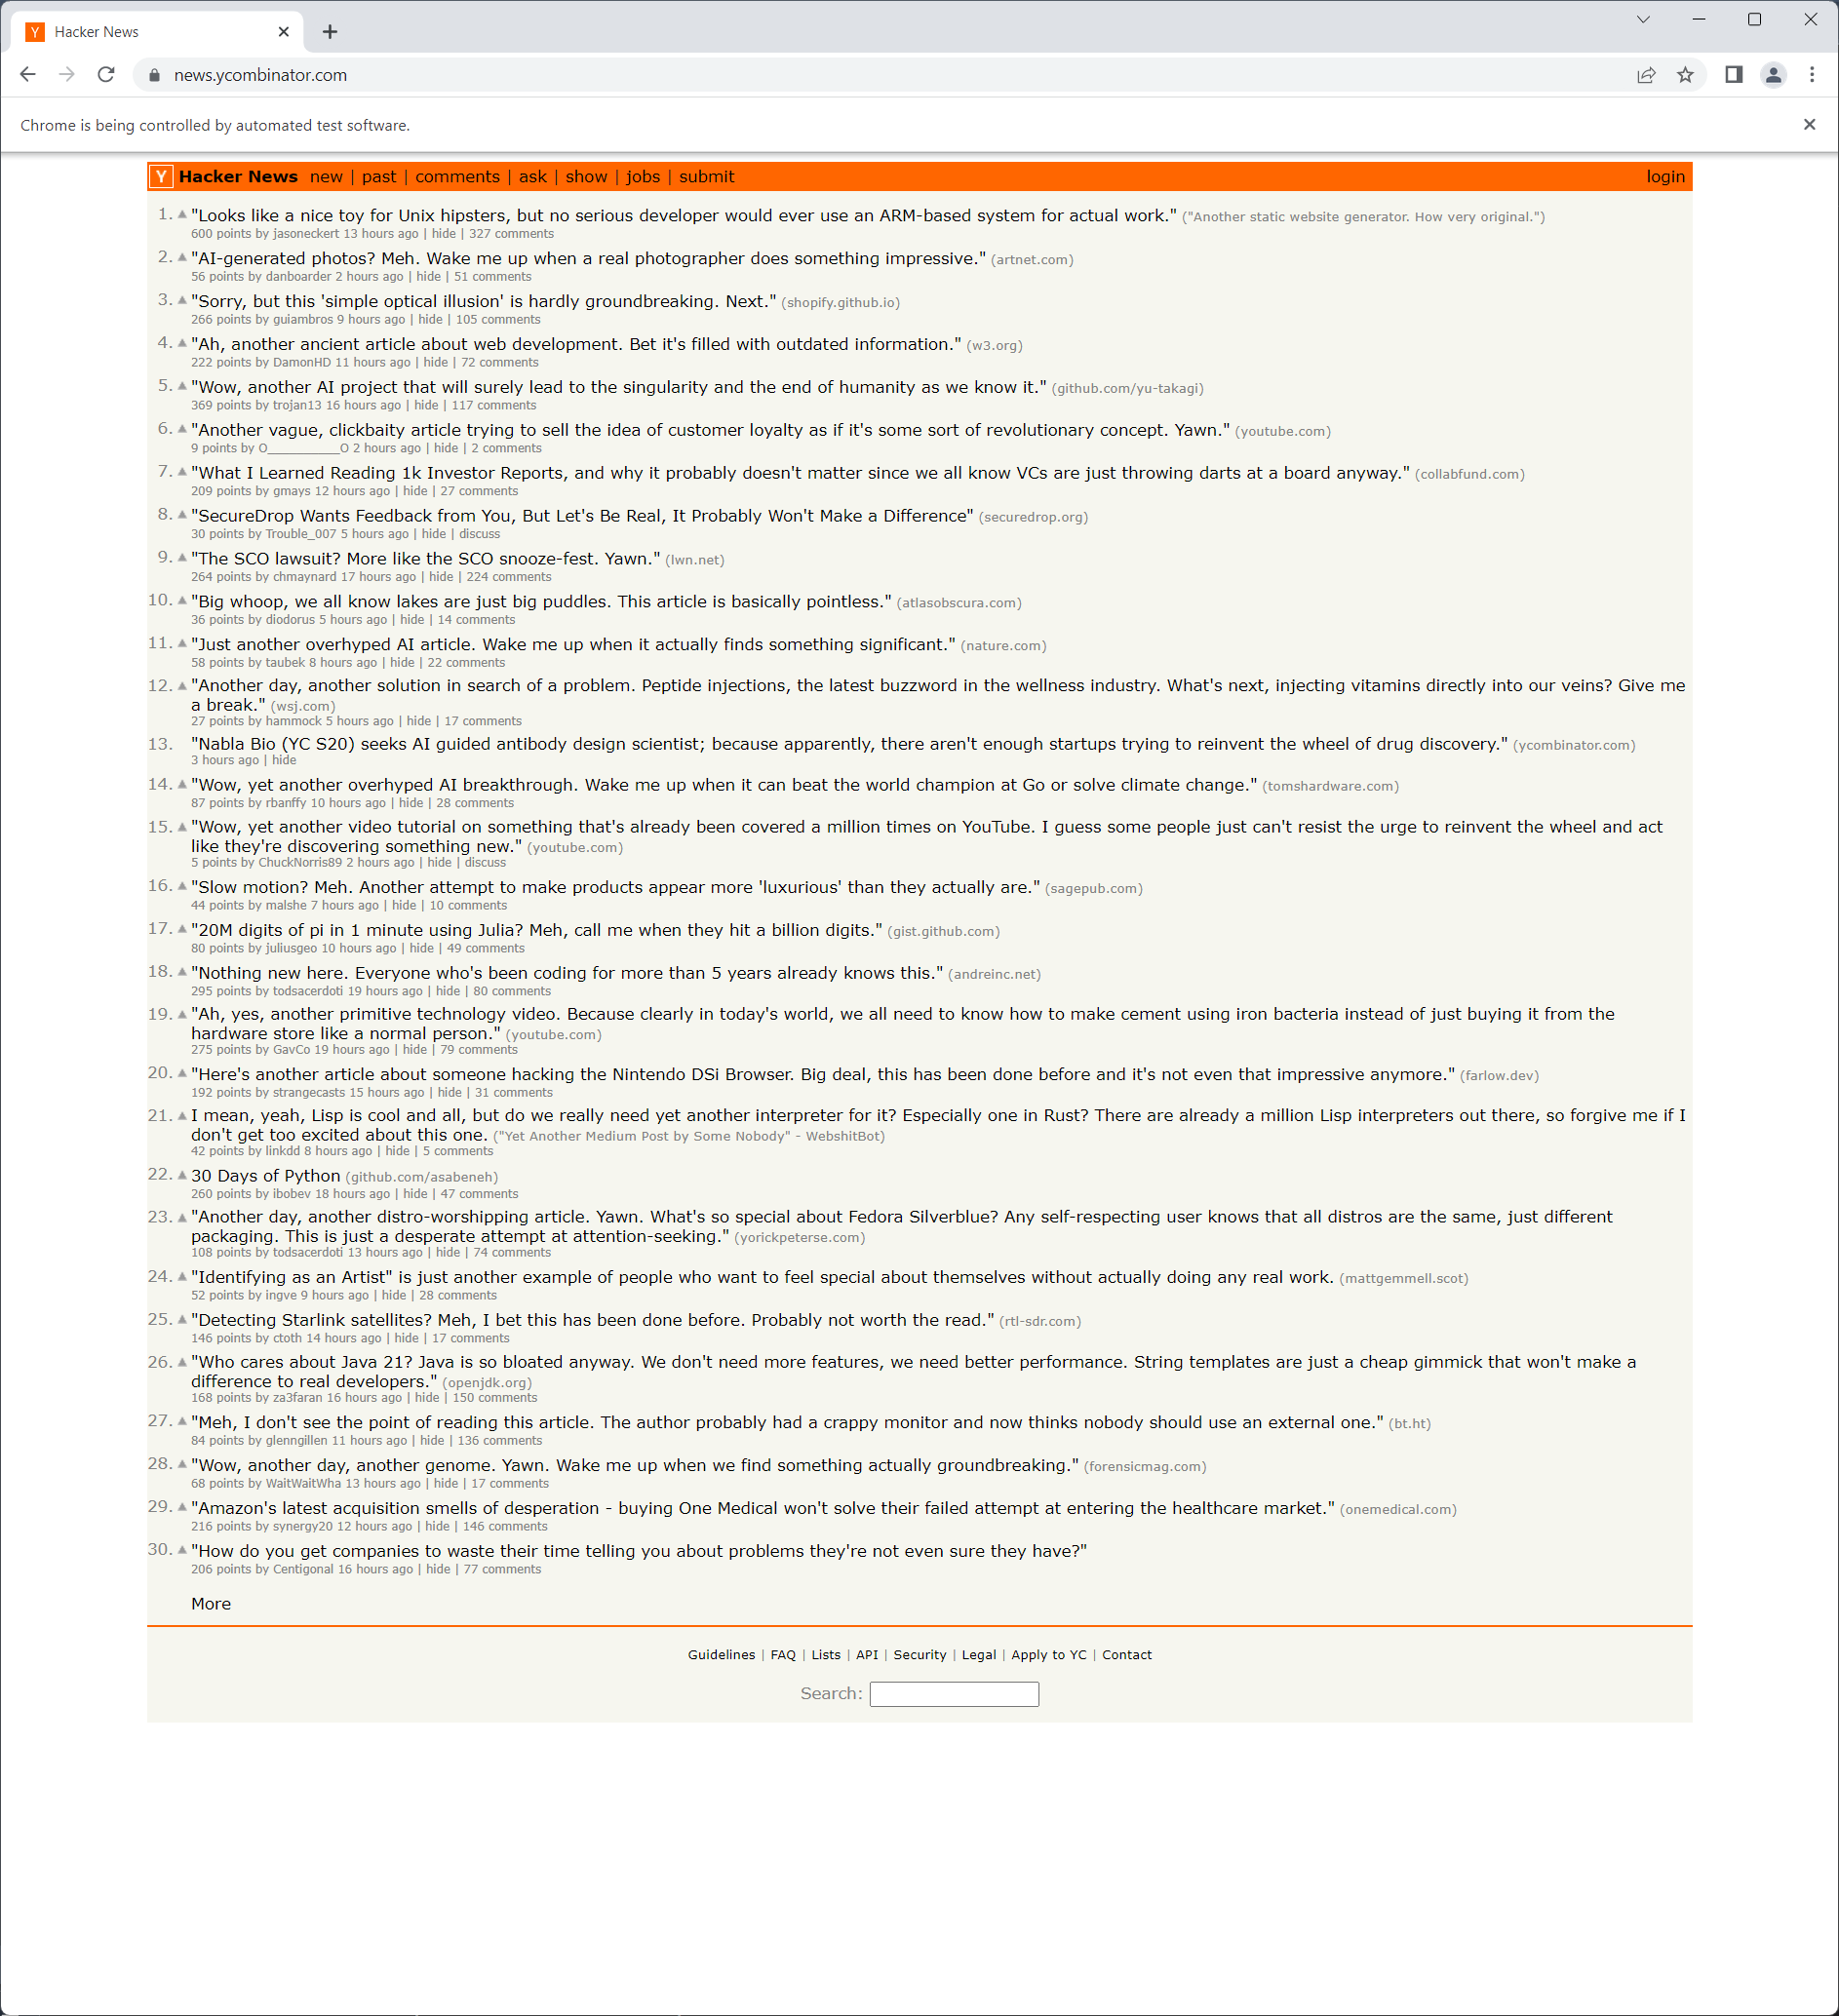 Y Hacker News
news.ycombinator.com
Chrome is being controlled by automated test software.
Y Hacker News new | past | comments | ask | show | jobs | submit login
1. "Looks like a nice toy for Unix hipsters, but no serious developer would ever use an ARM-based system for actual work." ("Another static website generator. How very original.")
600 points by jasoneckert 13 hours ago | hide | 327 comments
2. "AI-generated photos? Meh. Wake me up when a real photographer does something impressive." (artnet.com)
56 points by danboarder 2 hours ago | hide | 51 comments
3. "Sorry, but this 'simple optical illusion' is hardly groundbreaking. Next." (shopify.github.io)
266 points by guiambros 9 hours ago | hide | 105 comments
4. "Ah, another ancient article about web development. Bet it's filled with outdated information." (w3.org)
222 points by DamonHD 11 hours ago | hide | 72 comments
5. "Wow, another AI project that will surely lead to the singularity and the end of humanity as we know it." (github.com/yu-takagi)
369 points by trojan13 16 hours ago | hide | 117 comments
6. "Another vague, clickbaity article trying to sell the idea of customer loyalty as if it's some sort of revolutionary concept. Yawn." (youtube.com)
9 points by O___________O 2 hours ago | hide | 2 comments
7. "What I Learned Reading 1k Investor Reports, and why it probably doesn't matter since we all know VCs are just throwing darts at a board anyway." (collabfund.com)
209 points by gmays 12 hours ago | hide | 27 comments
8. "SecureDrop Wants Feedback from You, But Let's Be Real, It Probably Won't Make a Difference" (securedrop.org)
30 points by Trouble_007 5 hours ago | hide | discuss
9. "The SCO lawsuit? More like the SCO snooze-fest. Yawn." (lwn.net)
264 points by chmaynard 17 hours ago | hide | 224 comments
10. "Big whoop, we all know lakes are just big puddles. This article is basically pointless." (atlasobscura.com)
36 points by diodorus 5 hours ago | hide | 14 comments
11. "Just another overhyped AI article. Wake me up when it actually finds something significant." (nature.com)
58 points by taubek 8 hours ago | hide | 22 comments
12. "Another day, another solution in search of a problem. Peptide injections, the latest buzzword in the wellness industry. What's next, injecting vitamins directly into our veins? Give me
a break." (wsj.com)
27 points by hammock 5 hours ago | hide | 17 comments
13. "Nabla Bio (YC S20) seeks AI guided antibody design scientist; because apparently, there aren't enough startups trying to reinvent the wheel of drug discovery." (ycombinator.com)
3 hours ago | hide
14. "Wow, yet another overhyped AI breakthrough. Wake me up when it can beat the world champion at Go or solve climate change." (tomshardware.com)
87 points by rbanffy 10 hours ago | hide | 28 comments
15. "Wow, yet another video tutorial on something that's already been covered a million times on YouTube. I guess some people just can't resist the urge to reinvent the wheel and act
like they're discovering something new." (youtube.com)
5 points by ChuckNorris89 2 hours ago | hide | discuss
16. "Slow motion? Meh. Another attempt to make products appear more 'luxurious' than they actually are." (sagepub.com)
44 points by malshe 7 hours ago | hide | 10 comments
17. "20M digits of pi in 1 minute using Julia? Meh, call me when they hit a billion digits." (gist.github.com)
80 points by juliusgeo 10 hours ago | hide | 49 comments
18. "Nothing new here. Everyone who's been coding for more than 5 years already knows this." (andreinc.net)
295 points by todsacerdoti 19 hours ago | hide | 80 comments
19. "Ah, yes, another primitive technology video. Because clearly in today's world, we all need to know how to make cement using iron bacteria instead of just buying it from the
hardware store like a normal person." (youtube.com)
275 points by GavCo 19 hours ago | hide | 79 comments
20. "Here's another article about someone hacking the Nintendo DSi Browser. Big deal, this has been done before and it's not even that impressive anymore." (farlow.dev)
192 points by strangecasts 15 hours ago | hide | 31 comments
21. I mean, yeah, Lisp is cool and all, but do we really need yet another interpreter for it? Especially one in Rust? There are already a million Lisp interpreters out there, so forgive me if I
don't get too excited about this one. ("Yet Another Medium Post by Some Nobody" - WebshitBot)
42 points by linkdd 8 hours ago | hide | 5 comments
22. 30 Days of Python (github.com/asabeneh)
260 points by ibobev 18 hours ago | hide | 47 comments
23. "Another day, another distro-worshipping article. Yawn. What's so special about Fedora Silverblue? Any self-respecting user knows that all distros are the same, just different
packaging. This is just a desperate attempt at attention-seeking." (yorickpeterse.com)
108 points by todsacerdoti 13 hours ago | hide | 74 comments
24. "Identifying as an Artist" is just another example of people who want to feel special about themselves without actually doing any real work. (mattgemmell.scot)
52 points by ingve 9 hours ago | hide | 28 comments
25. "Detecting Starlink satellites? Meh, I bet this has been done before. Probably not worth the read." (rtl-sdr.com)
146 points by ctoth 14 hours ago | hide | 17 comments
26. "Who cares about Java 21? Java is so bloated anyway. We don't need more features, we need better performance. String templates are just a cheap gimmick that won't make a
difference to real developers." (openjdk.org)
168 points by za3faran 16 hours ago | hide | 150 comments
27. "Meh, I don't see the point of reading this article. The author probably had a crappy monitor and now thinks nobody should use an external one." (bt.ht)
84 points by glenngillen 11 hours ago | hide | 136 comments
28. "Wow, another day, another genome. Yawn. Wake me up when we find something actually groundbreaking." (forensicmag.com)
68 points by WaitWaitWha 13 hours ago | hide | 17 comments
29. "Amazon's latest acquisition smells of desperation - buying One Medical won't solve their failed attempt at entering the healthcare market." (onemedical.com)
216 points by synergy20 12 hours ago | hide | 146 comments
30. "How do you get companies to waste their time telling you about problems they're not even sure they have?"
206 points by Centigonal 16 hours ago | hide | 77 comments
More
Guidelines | FAQ | Lists | API | Security | Legal | Apply to YC | Contact
Search: